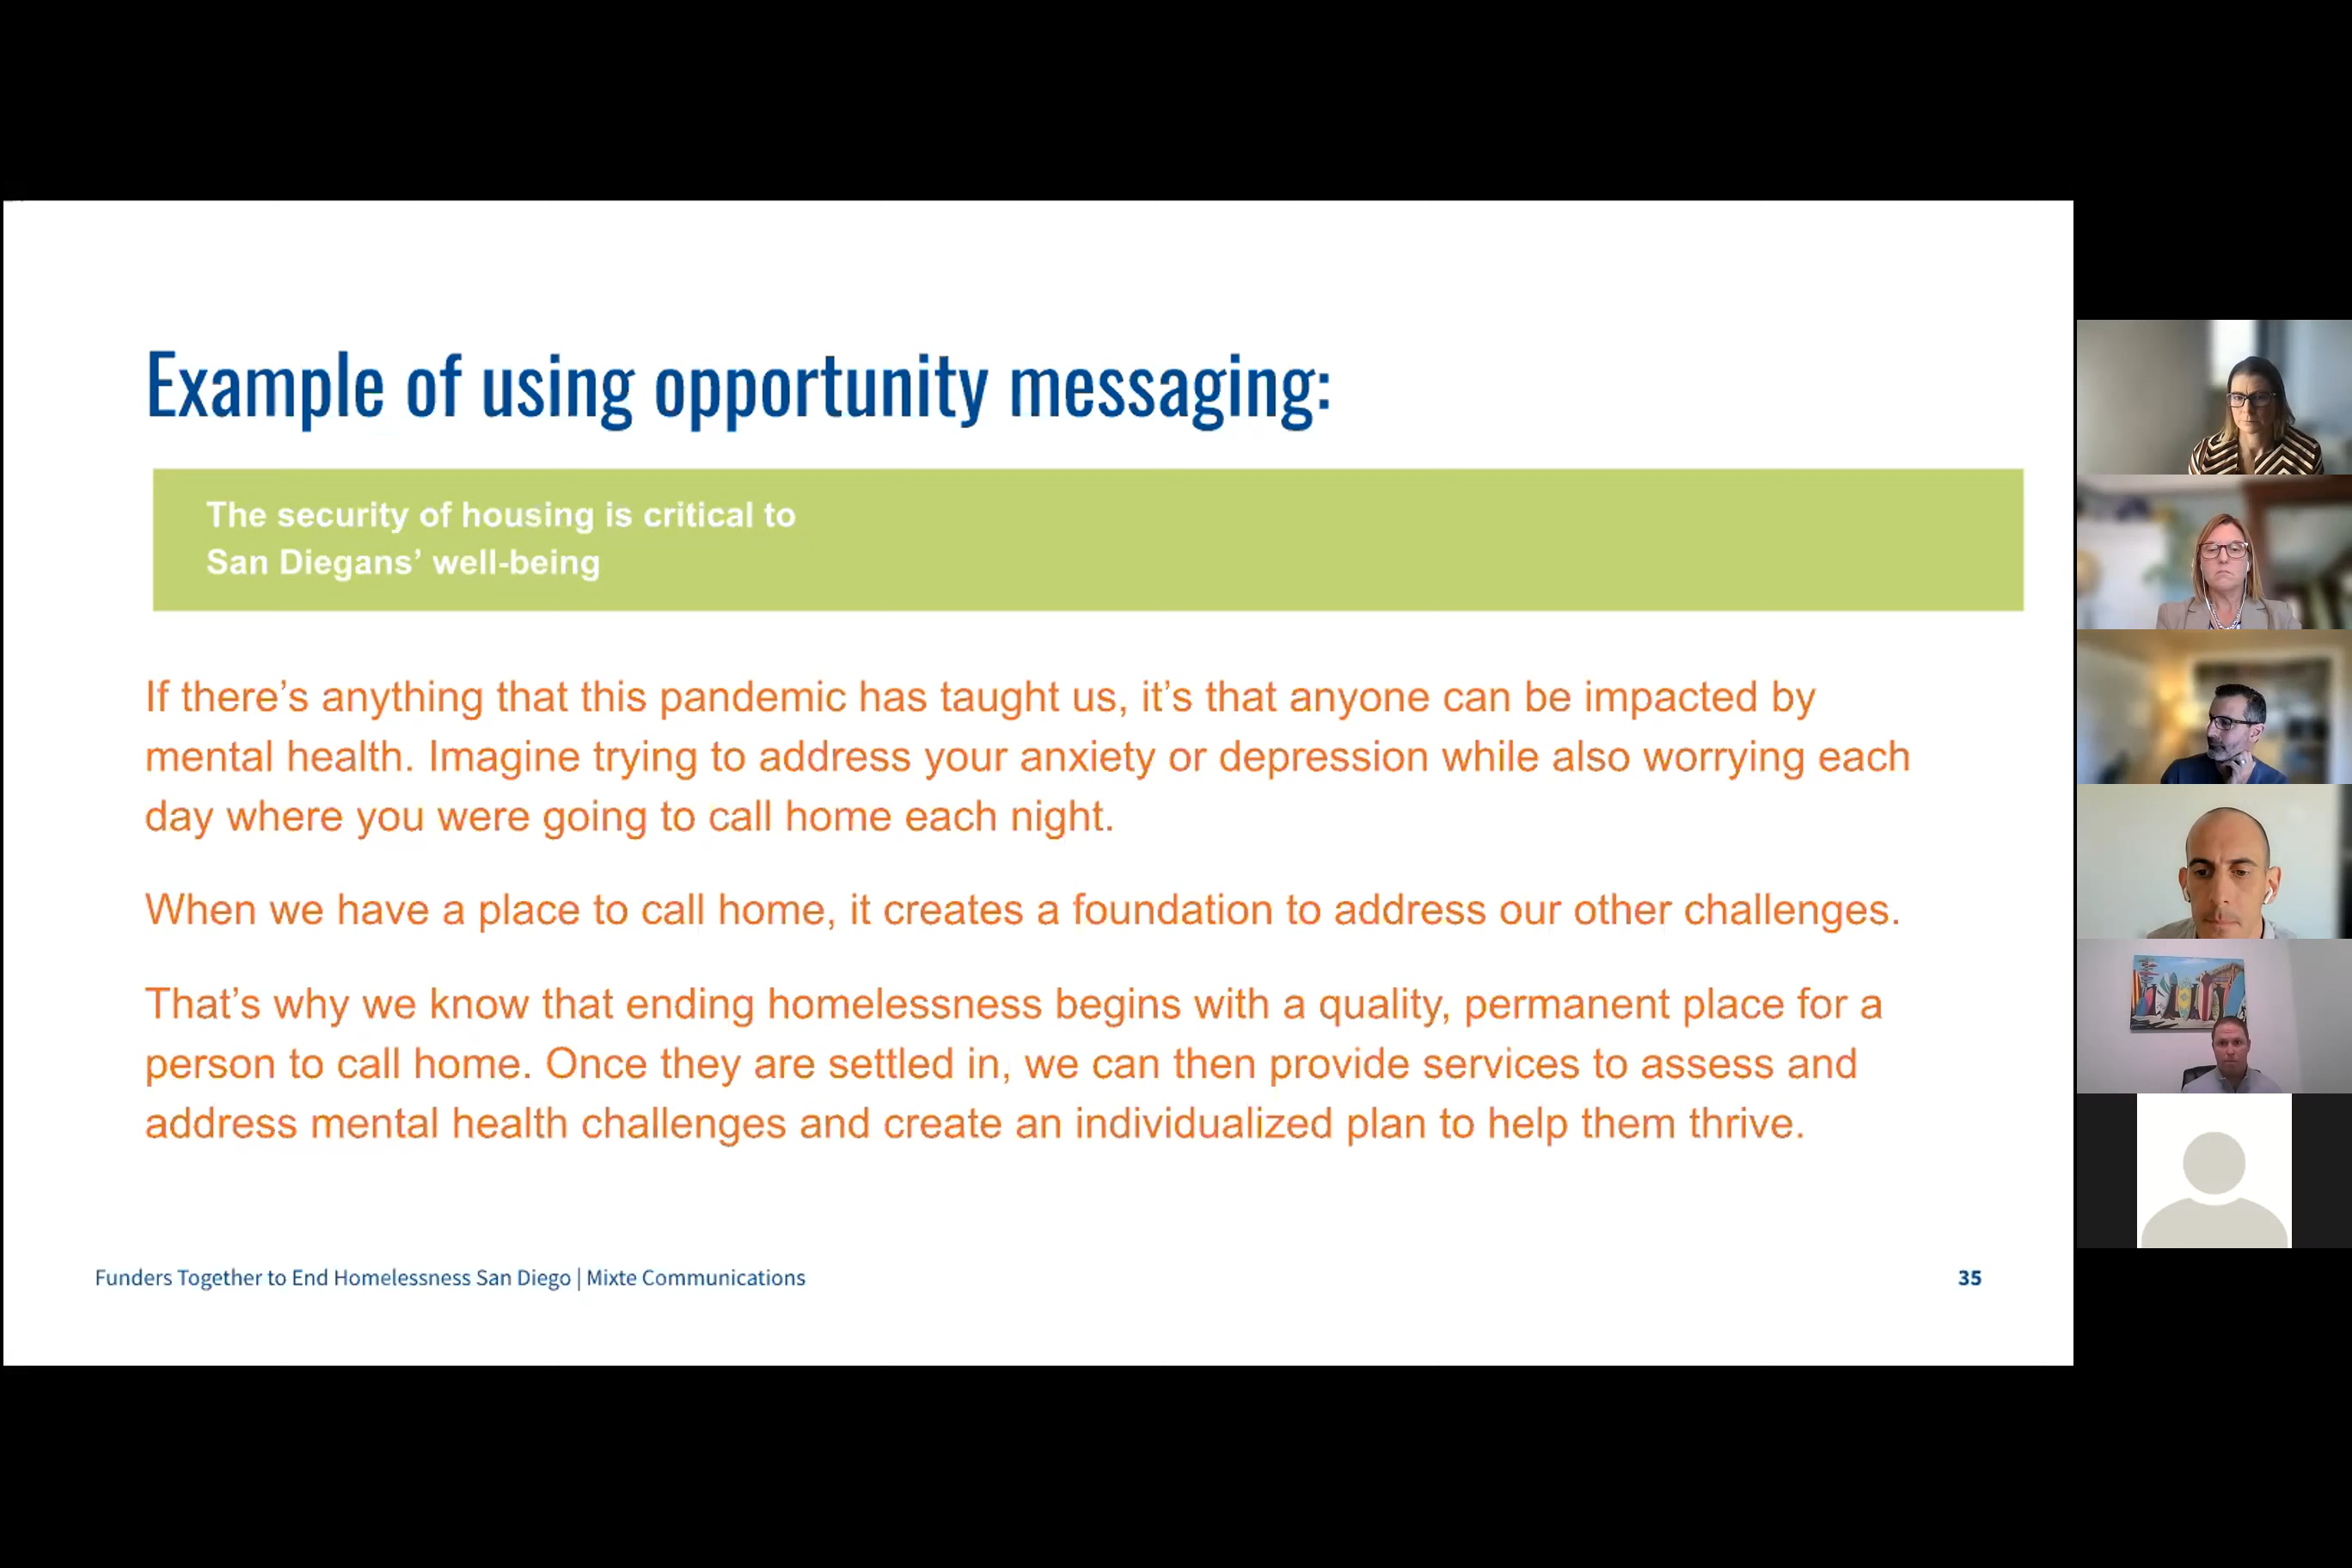 Example of using opportunity messaging:
The security of housing is critical to
San Diegans’ well-being
If there’s anything that this pandemic has taught us, it’s that anyone can be impacted by
mental health. Imagine trying to address your anxiety or depression while also worrying each
day where you were going to call home each night.
When we have a place to call home, it creates a foundation to address our other challenges.
That’s why we know that ending homelessness begins with a quality, permanent place for a
person to call home. Once they are settled in, we can then provide services to assess and
address mental health challenges and create an individualized plan to help them thrive.
Funders Together to End Homelessness San Diego | Mixte Communications
35